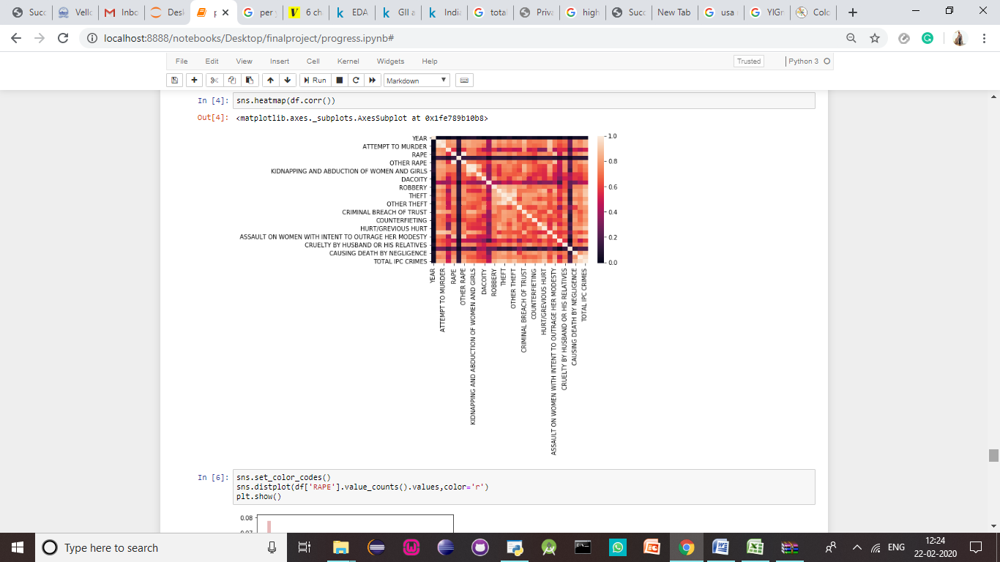 Succ
Vello
Inbo
Desk
p
per y
6 ch
EDA
GII a
India
total
Priva
high
Succ
New Tab
usa
YIGn
Colo
localhost:8888/notebooks/Desktop/finalproject/progress.ipynb#
File Edit View Insert Cell Kernel Widgets Help
Trusted
Python 3
Run
Markdown
In [4]: sns.heatmap(df.corr())
Out[4]: <matplotlib.axes._subplots.AxesSubplot at 0x1fe789b10b8>
YEAR
ATTEMPT TO MURDER
RAPE
OTHER RAPE
KIDNAPPING AND ABDUCTION OF WOMEN AND GIRLS
DACOITY
ROBBERY
THEFT
OTHER THEFT
CRIMINAL BREACH OF TRUST
COUNTERFIETING
HURT/GREVIOUS HURT
ASSAULT ON WOMEN WITH INTENT TO OUTRAGE HER MODESTY
CRUELTY BY HUSBAND OR HIS RELATIVES
CAUSING DEATH BY NEGLIGENCE
TOTAL IPC CRIMES
1.0
0.8
0.6
0.4
0.2
0.0
YEAR
ATTEMPT TO MURDER
RAPE
OTHER RAPE
KIDNAPPING AND ABDUCTION OF WOMEN AND GIRLS
DACOITY
ROBBERY
THEFT
OTHER THEFT
CRIMINAL BREACH OF TRUST
COUNTERFIETING
HURT/GREVIOUS HURT
ASSAULT ON WOMEN WITH INTENT TO OUTRAGE HER MODESTY
CRUELTY BY HUSBAND OR HIS RELATIVES
CAUSING DEATH BY NEGLIGENCE
TOTAL IPC CRIMES
In [6]: sns.set_color_codes()
sns.distplot(df['RAPE'].value_counts().values,color='r')
plt.show()
0.08
Type here to search
ENG
12:24
22-02-2020